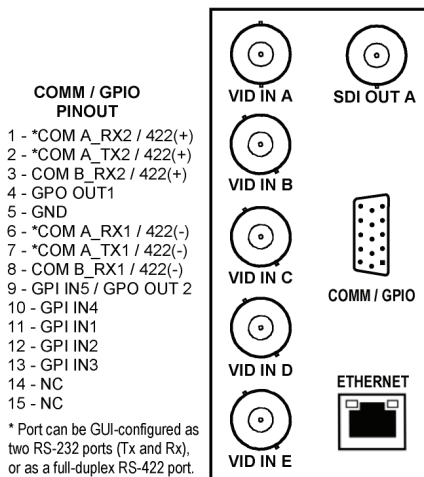 COMM / GPIO
PINOUT
1 - *COM A_RX2 / 422(+)
2 - *COM A_TX2 / 422(+)
3 - COM B_RX2 / 422(+)
4 - GPO OUT1
5 - GND
6 - *COM A_RX1 / 422(-)
7 - *COM A_TX1 / 422(-)
8 - COM B_RX1 / 422(-)
9 - GPI IN5 / GPO OUT 2
10 - GPI IN4
11 - GPI IN1
12 - GPI IN2
13 - GPI IN3
14 - NC
15 - NC
* Port can be GUI-configured as
two RS-232 ports (Tx and Rx),
or as a full-duplex RS-422 port.
VID IN A
SDI OUT A
VID IN B
VID IN C
COMM / GPIO
VID IN D
ETHERNET
VID IN E